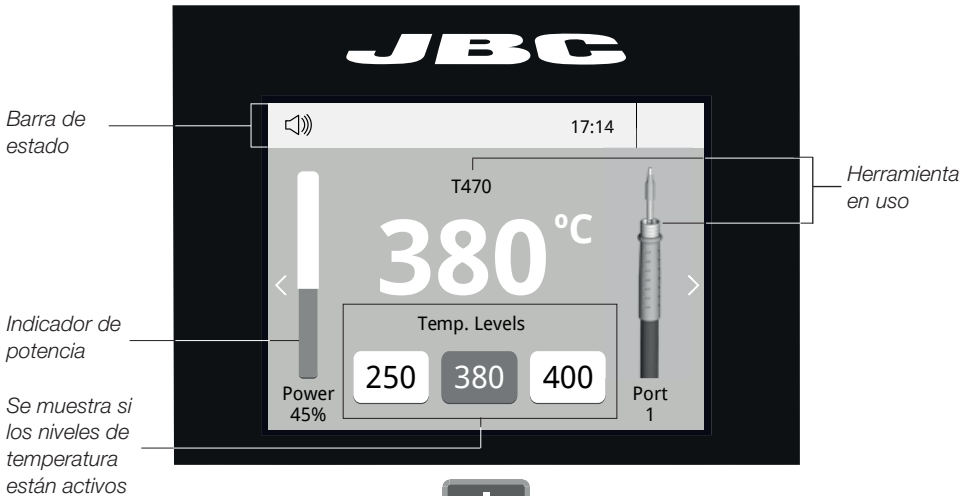 JBC
Barra de
estado
17:14
T470
Herramienta
en uso
380 ºC
Indicador de
potencia
Temp. Levels
250 380 400
Power
45%
Port
1
Se muestra si
los niveles de
temperatura
están activos